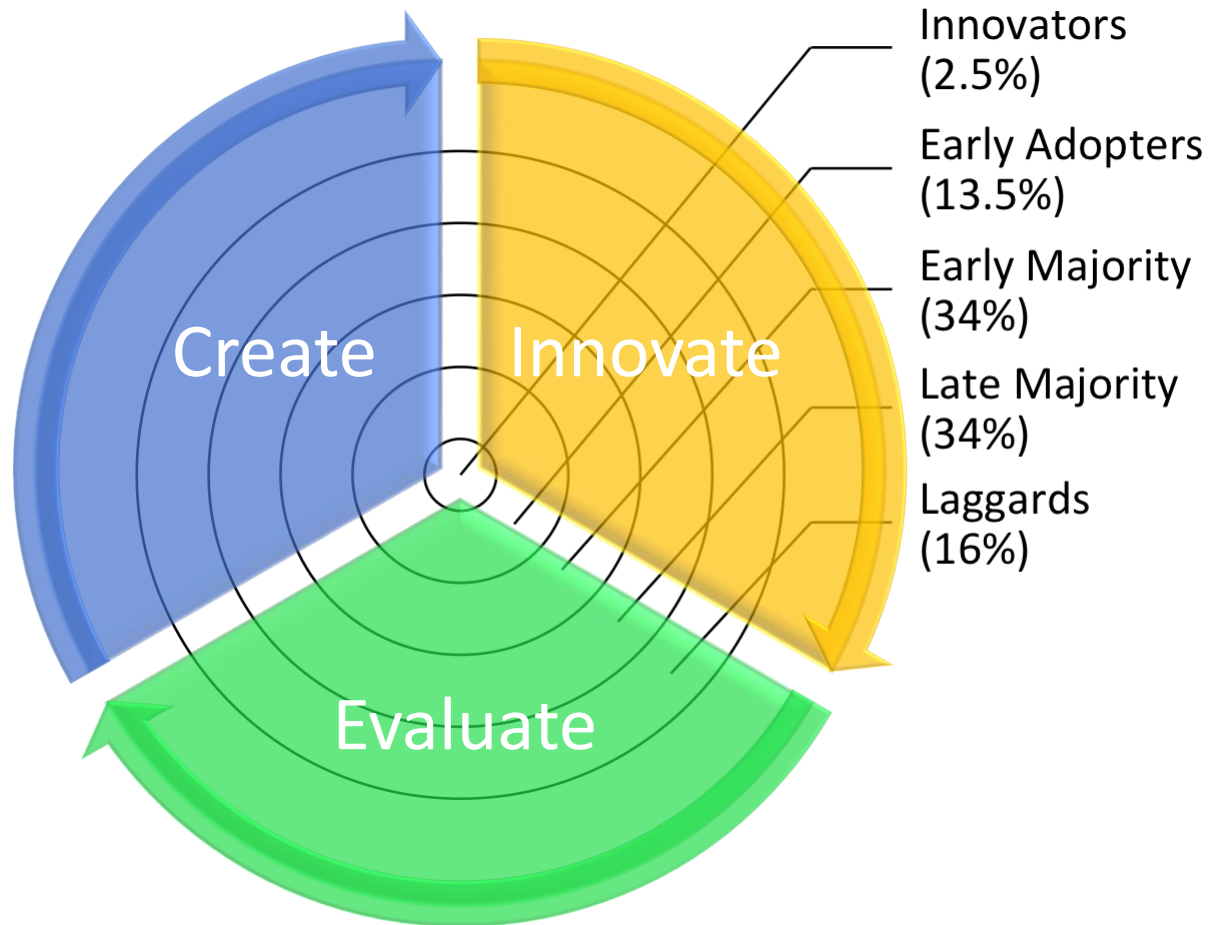 Innovators
(2.5%)
Early Adopters
(13.5%)
Early Majority
(34%)
Late Majority
(34%)
Laggards
(16%)
Create
Innovate
Evaluate